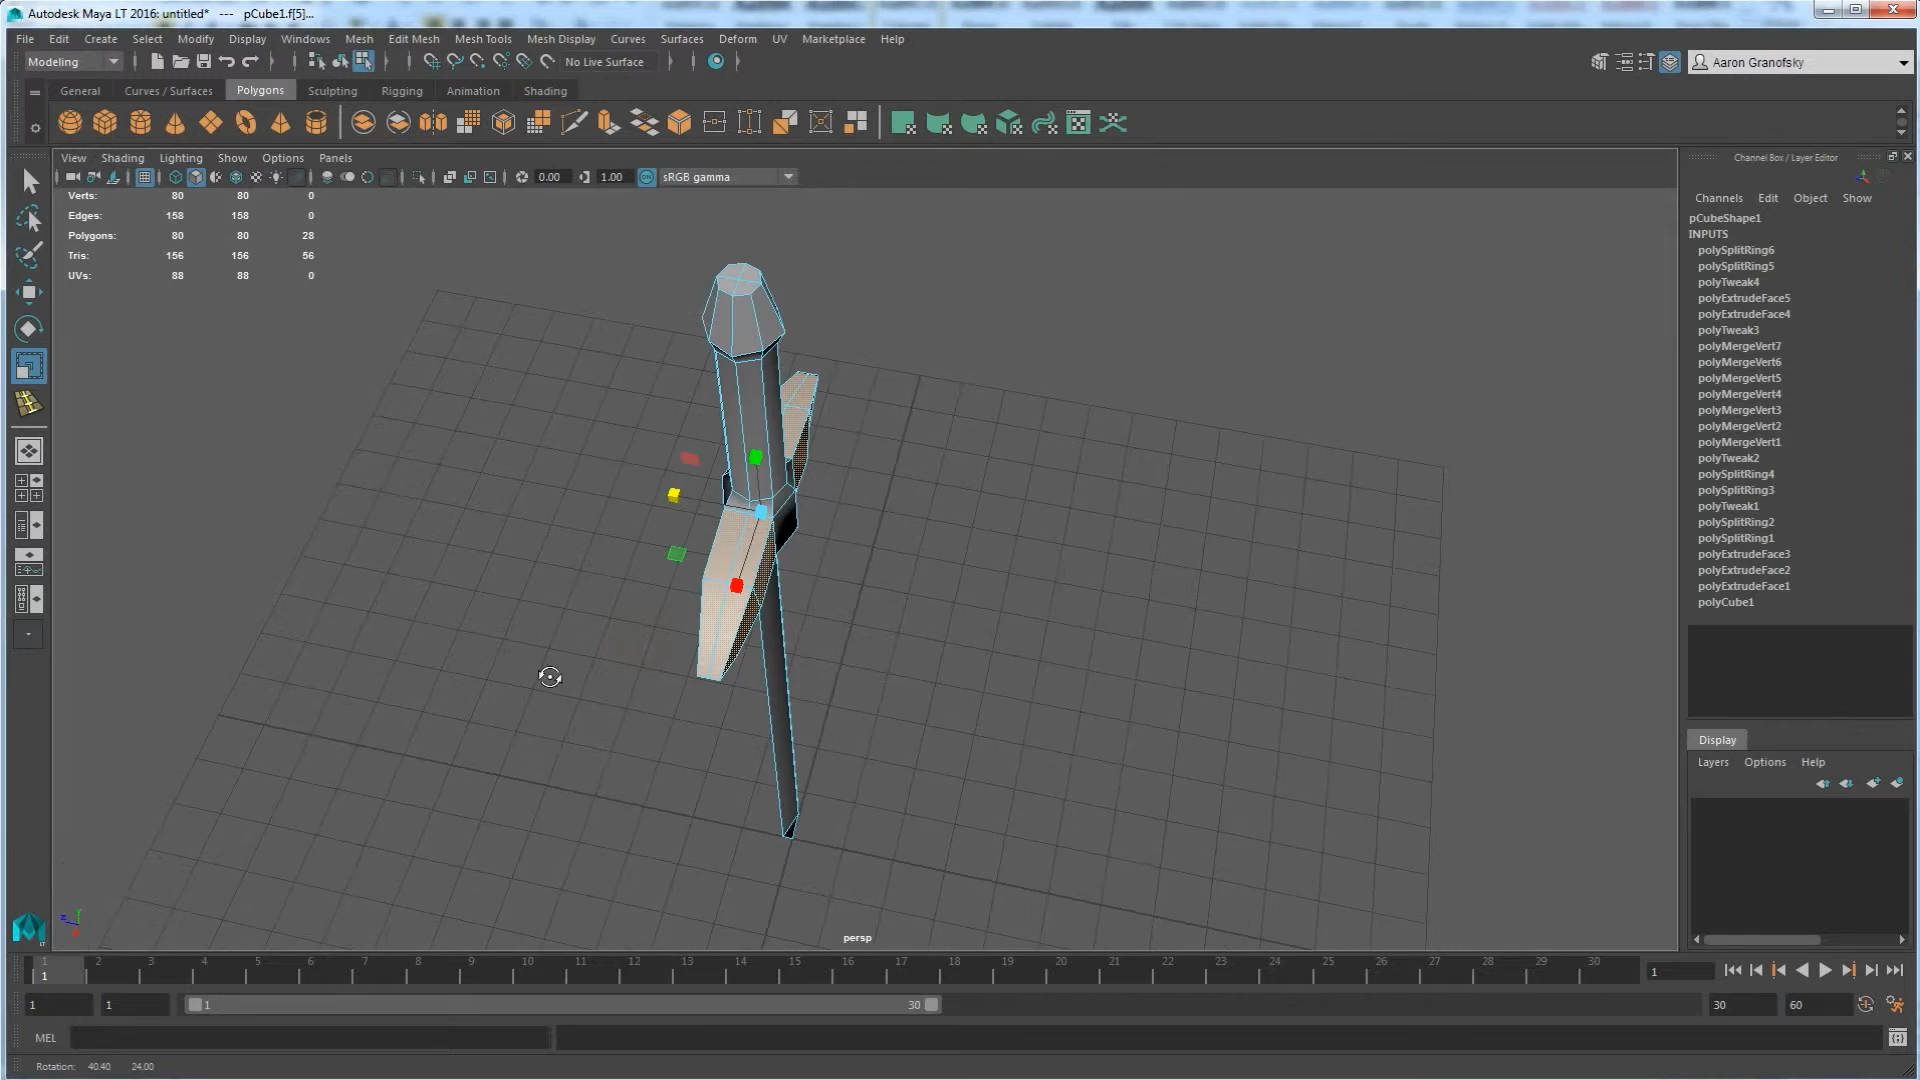 Autodesk Maya LT 2016: untitled* --- pCube1.f[5]...
File Edit Create Select Modify Display Windows Mesh Edit Mesh Mesh Tools Mesh Display Curves Surfaces Deform UV Marketplace Help
Modeling No Live Surface Aaron Granofsky
General Curves / Surfaces Polygons Sculpting Rigging Animation Shading
Channel Box / Layer Editor
View Shading Lighting Show Options Panels
0.00 1.00 sRGB gamma
Verts: 80 80 0
Edges: 158 158 0
Polygons: 80 80 28
Tris: 156 156 56
UVs: 88 88 0
persp
Channels Edit Object Show
pCubeShape1
INPUTS
polySplitRing6
polySplitRing5
polyTweak4
polyExtrudeFace5
polyExtrudeFace4
polyTweak3
polyMergeVert7
polyMergeVert6
polyMergeVert5
polyMergeVert4
polyMergeVert3
polyMergeVert2
polyMergeVert1
polyTweak2
polySplitRing4
polySplitRing3
polyTweak1
polySplitRing2
polySplitRing1
polyExtrudeFace3
polyExtrudeFace2
polyExtrudeFace1
polyCube1
Display
Layers Options Help
1 2 3 4 5 6 7 8 9 10 11 12 13 14 15 16 17 18 19 20 21 22 23 24 25 26 27 28 29 30
1 1
1 1 1 30 30 60
MEL
Rotation: 40.40 24.00